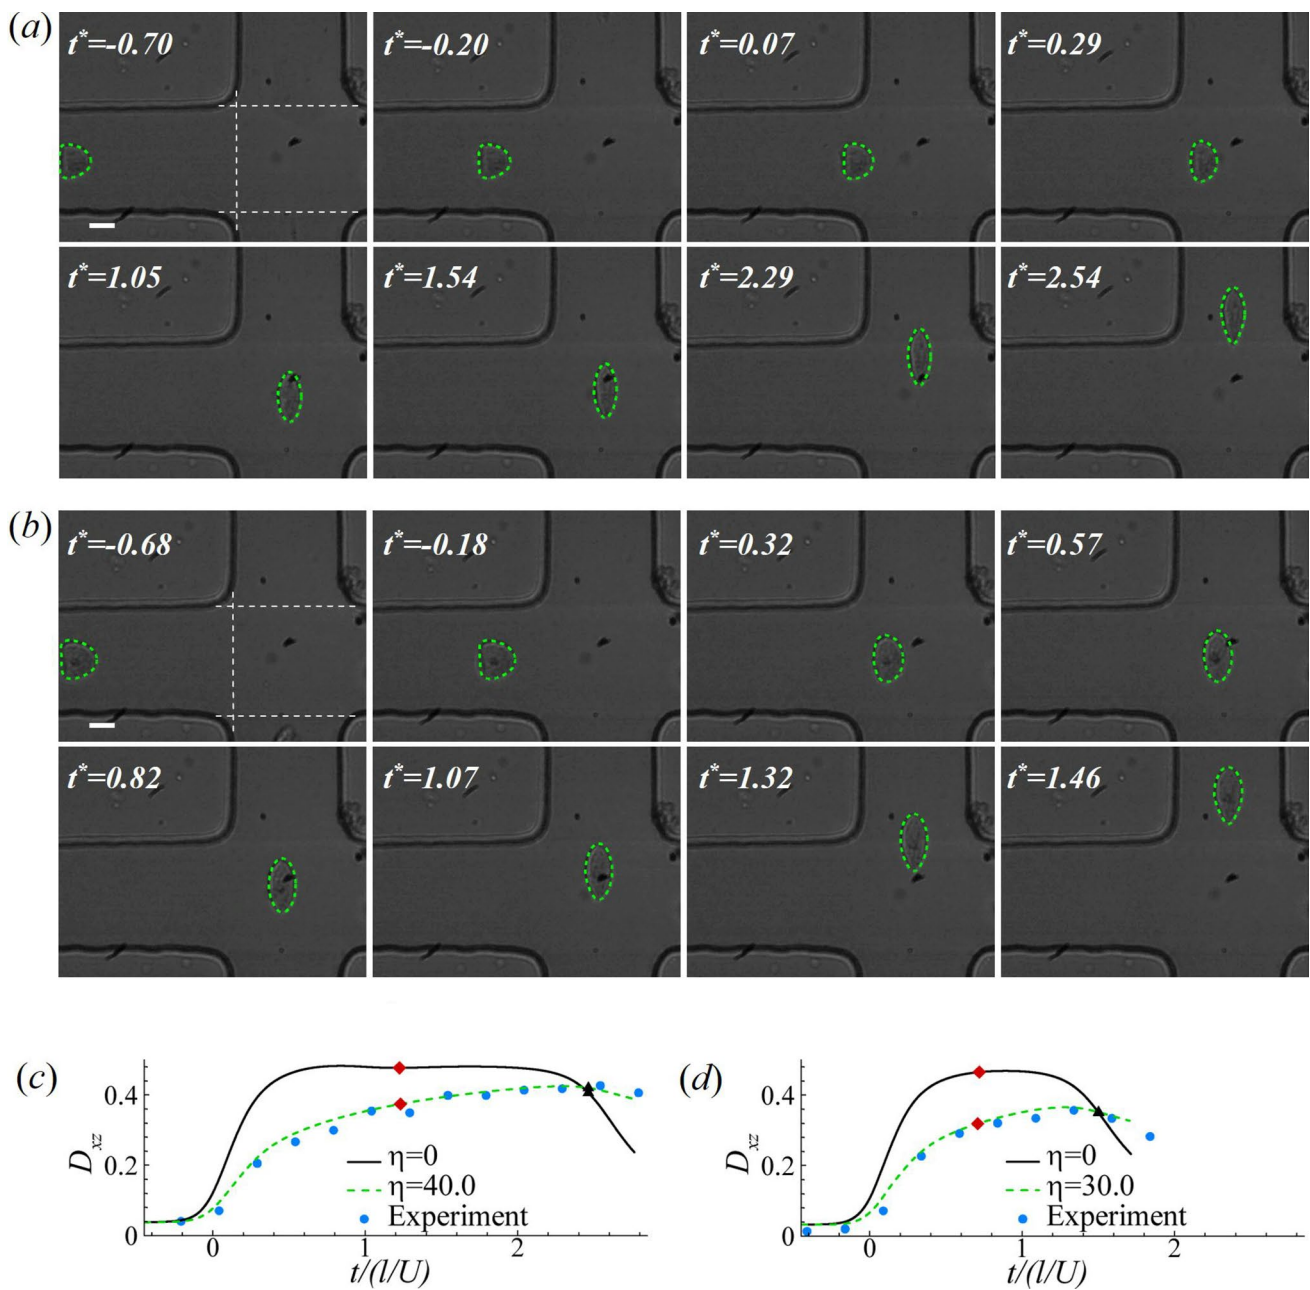 (a)
t*=-0.70
t*=-0.20
t*=0.07
t*=0.29
t*=1.05
t*=1.54
t*=2.29
t*=2.54
(b)
t*=-0.68
t*=-0.18
t*=0.32
t*=0.57
t*=0.82
t*=1.07
t*=1.32
t*=1.46
(c)
D_xz
0.4
0.2
0
η=0
η=40.0
Experiment
0 1 2
t/(l/U)
(d)
D_xz
0.4
0.2
0
η=0
η=30.0
Experiment
0 1 2
t/(l/U)